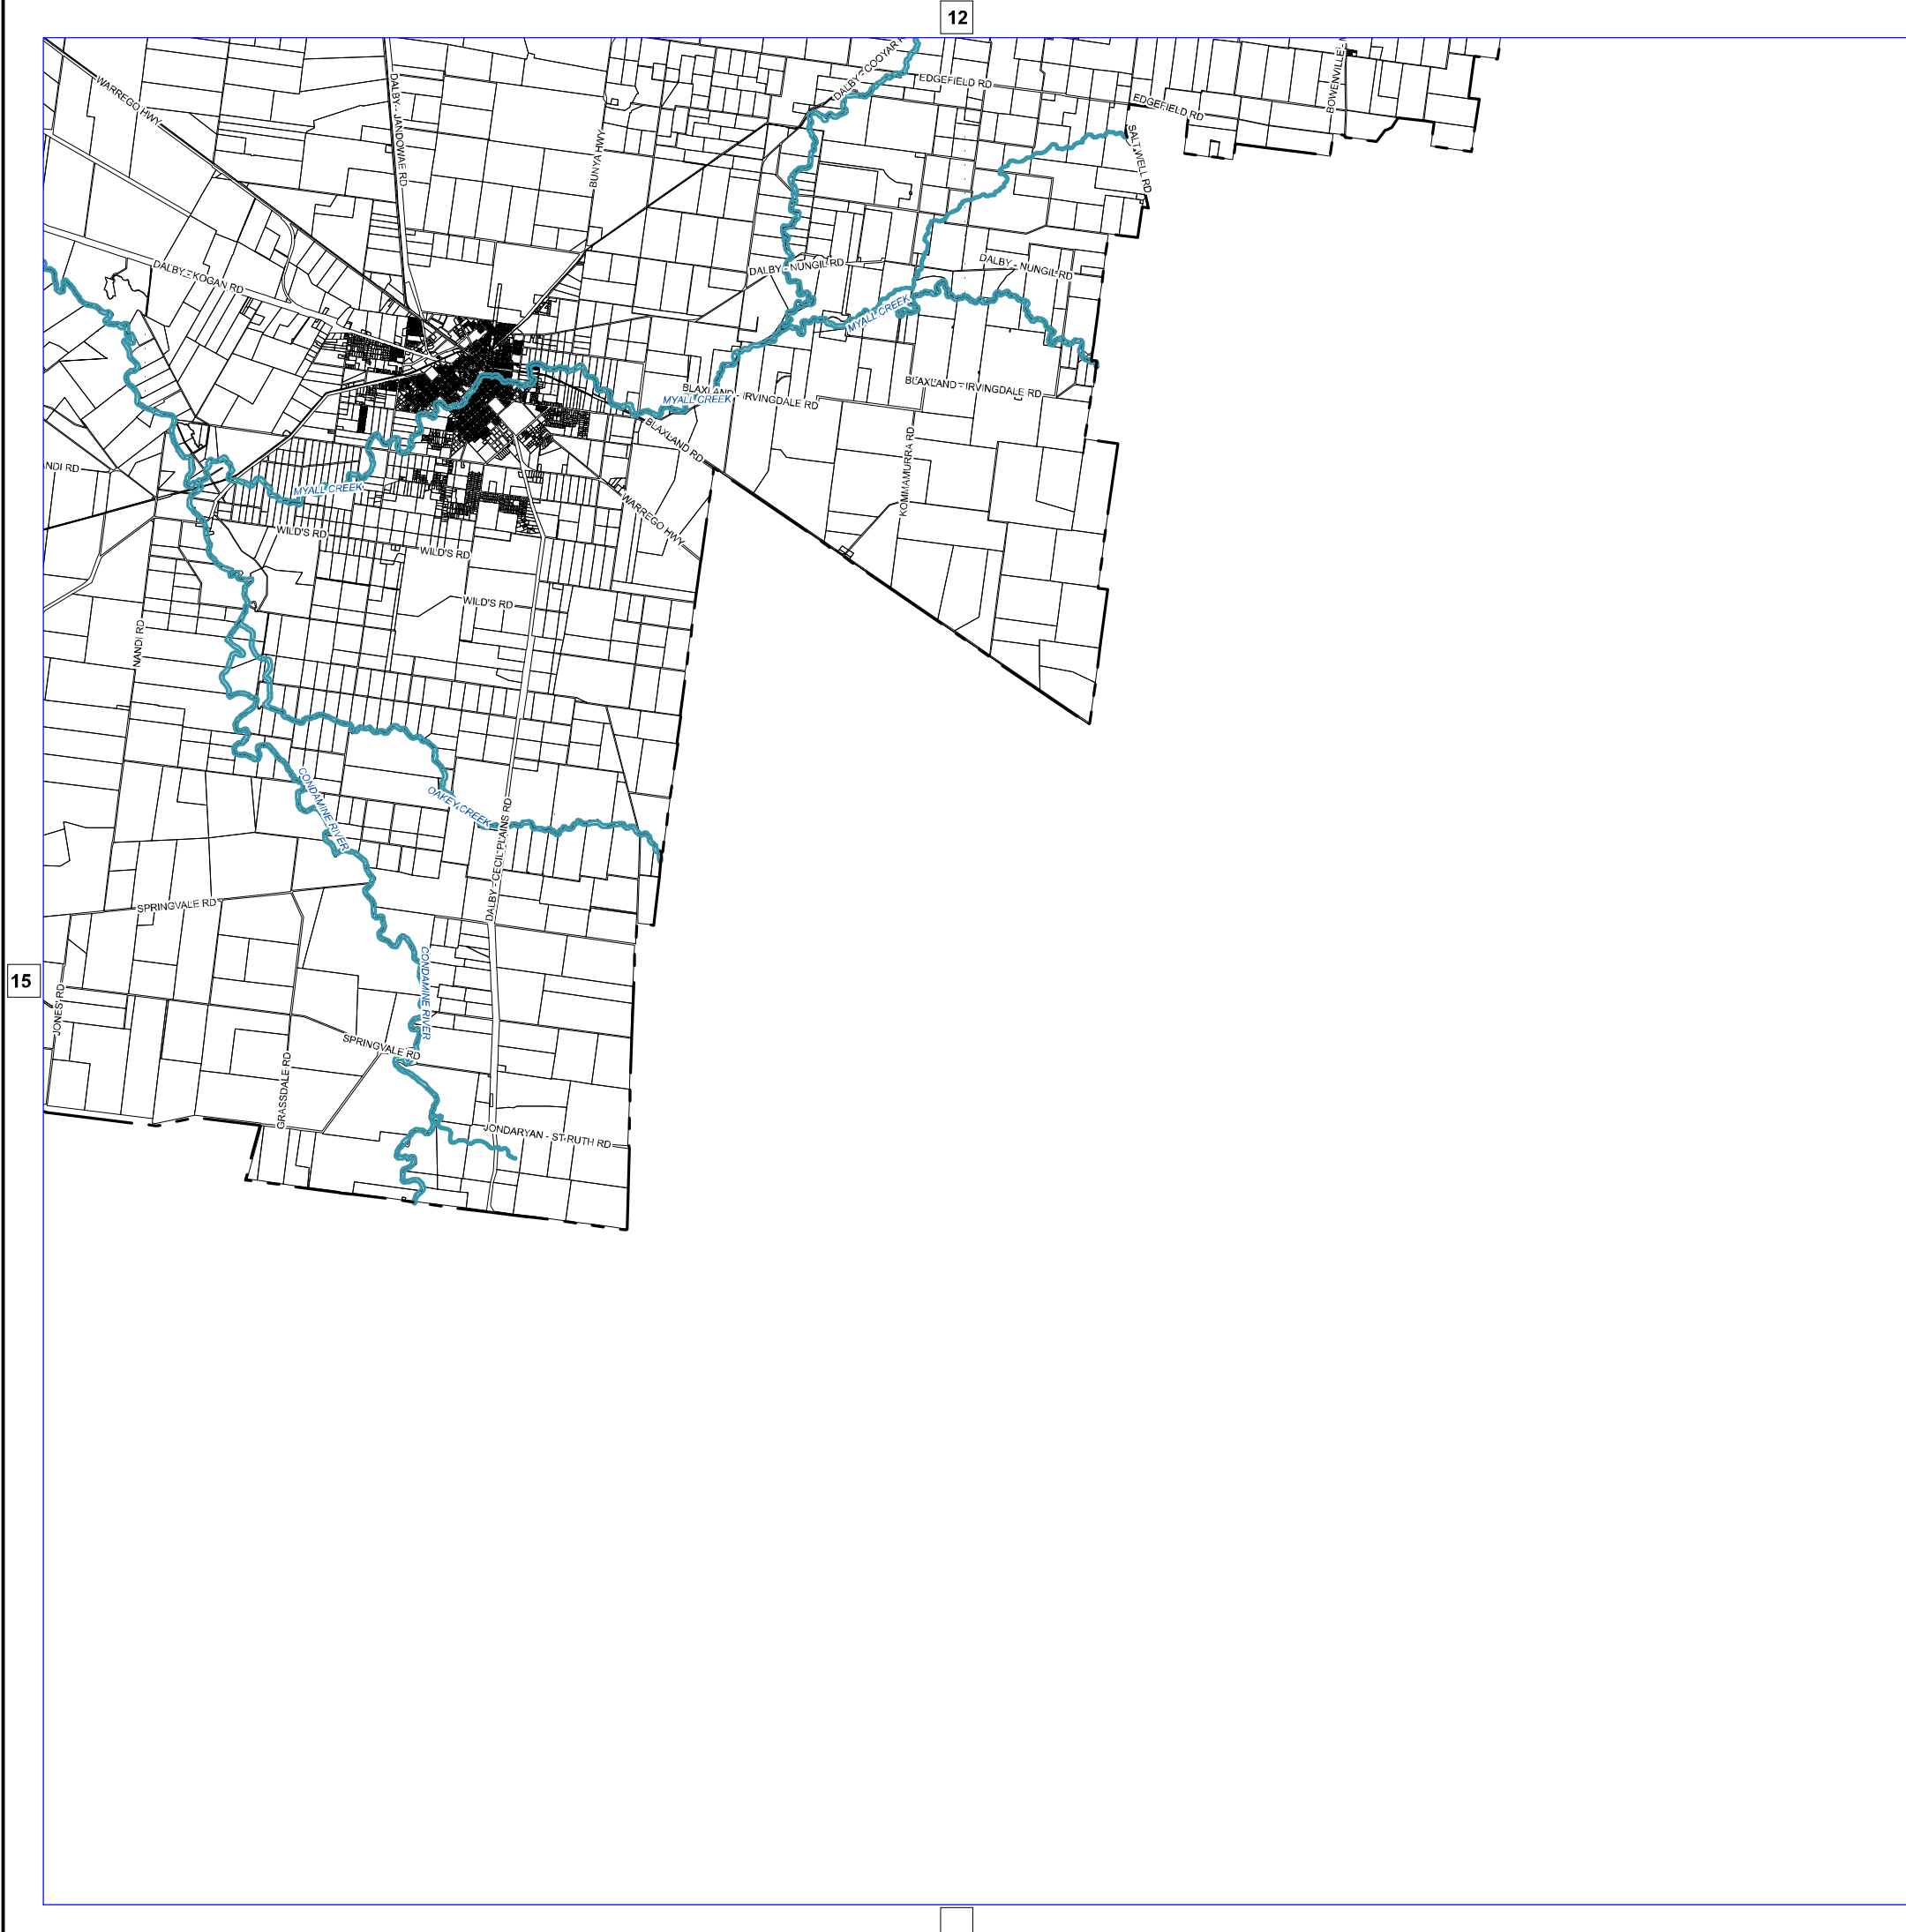 12
DALBY - COOYAR R
WARREGO HWY
DALBY - JANDOWAE RD
BUNYA HWY
EDGEFIELD RD
EDGEFIELD RD
BOWENVILLE -
SALTWELL RD
DALBY - KOGAN RD
DALBY - NUNGIL RD
DALBY - NUNGIL RD
MYALL CREEK
BLAXLAND - IRVINGDALE RD
BLAXLAND - IRVINGDALE RD
MYALL CREEK
BLAXLAND RD
KOMMAMURRA RD
ANDI RD
MYALL CREEK
WARREGO HWY
WILD'S RD
WILD'S RD
WILD'S RD
NANDI RD
CONDAMINE RIVER
OAKEY CREEK
DALBY - CECIL PLAINS RD
SPRINGVALE RD
CONDAMINE RIVER
15
JONES RD
SPRINGVALE RD
GRASSDALE RD
JONDARYAN - ST RUTH RD